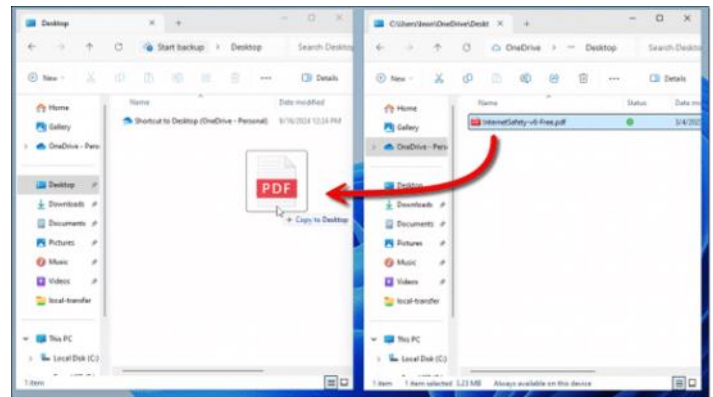 Desktop
Start backup > Desktop
Search Desktop
New
Details
Home
Gallery
OneDrive - Pers
Desktop
Downloads
Documents
Pictures
Music
Videos
local-transfer
This PC
Local Disk (C:)
1 item
Name
Date modified
Shortcut to Desktop (OneDrive - Personal)
9/16/2024 12:34 PM
PDF
+ Copy to Desktop
C:\Users\leon\OneDrive\Deskt
OneDrive > Desktop
Search Deskto
New
Details
Home
Gallery
OneDrive - Pers
Desktop
Downloads
Documents
Pictures
Music
Videos
local-transfer
This PC
Local Disk (C:)
Name
Status
Date mo
InternetSafety-v6-Free.pdf
3/4/202
1 item
1 item selected 3.23 MB
Always available on this device